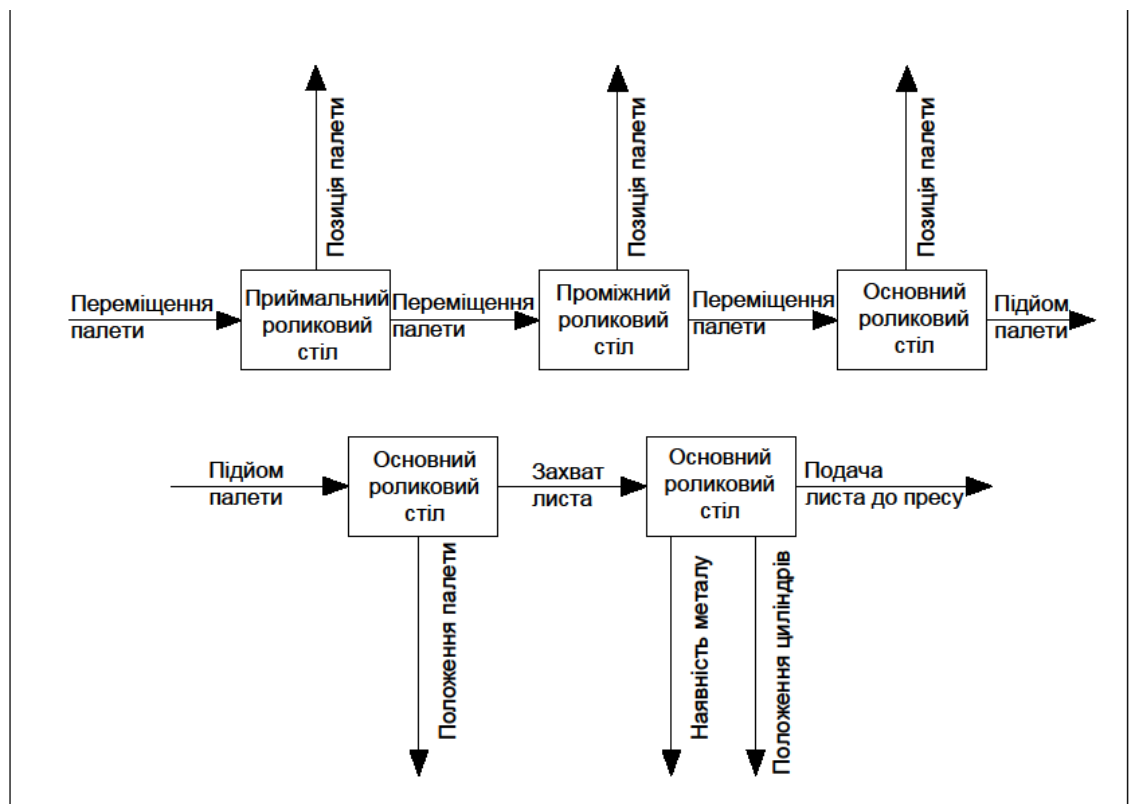 Позиція палети
Позиція палети
Позиція палети
Переміщення
палети
Приймальний
роликовий
стіл
Переміщення
палети
Проміжний
роликовий
стіл
Переміщення
палети
Основний
роликовий
стіл
Підйом
палети
Підйом
палети
Основний
роликовий
стіл
Захват
листа
Основний
роликовий
стіл
Подача
листа до пресу
Положення палети
Наявність металу
Положення циліндрів